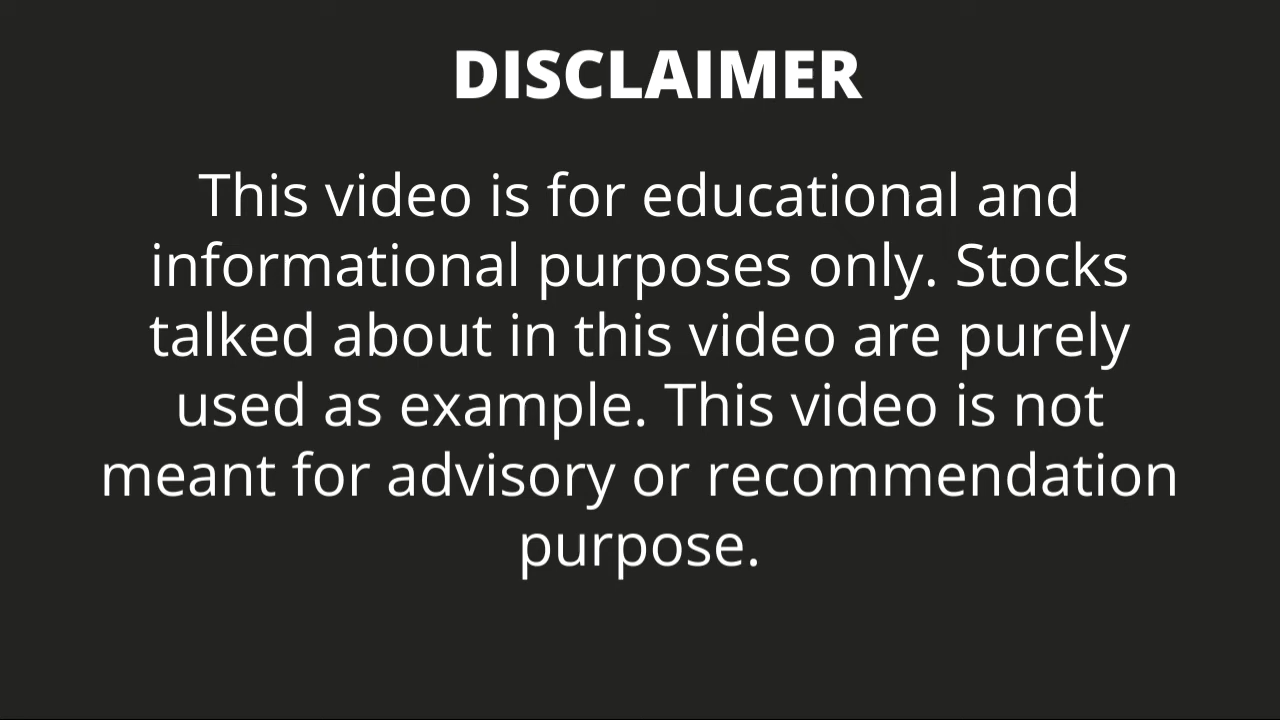 DISCLAIMER
This video is for educational and
informational purposes only. Stocks
talked about in this video are purely
used as example. This video is not
meant for advisory or recommendation
purpose.